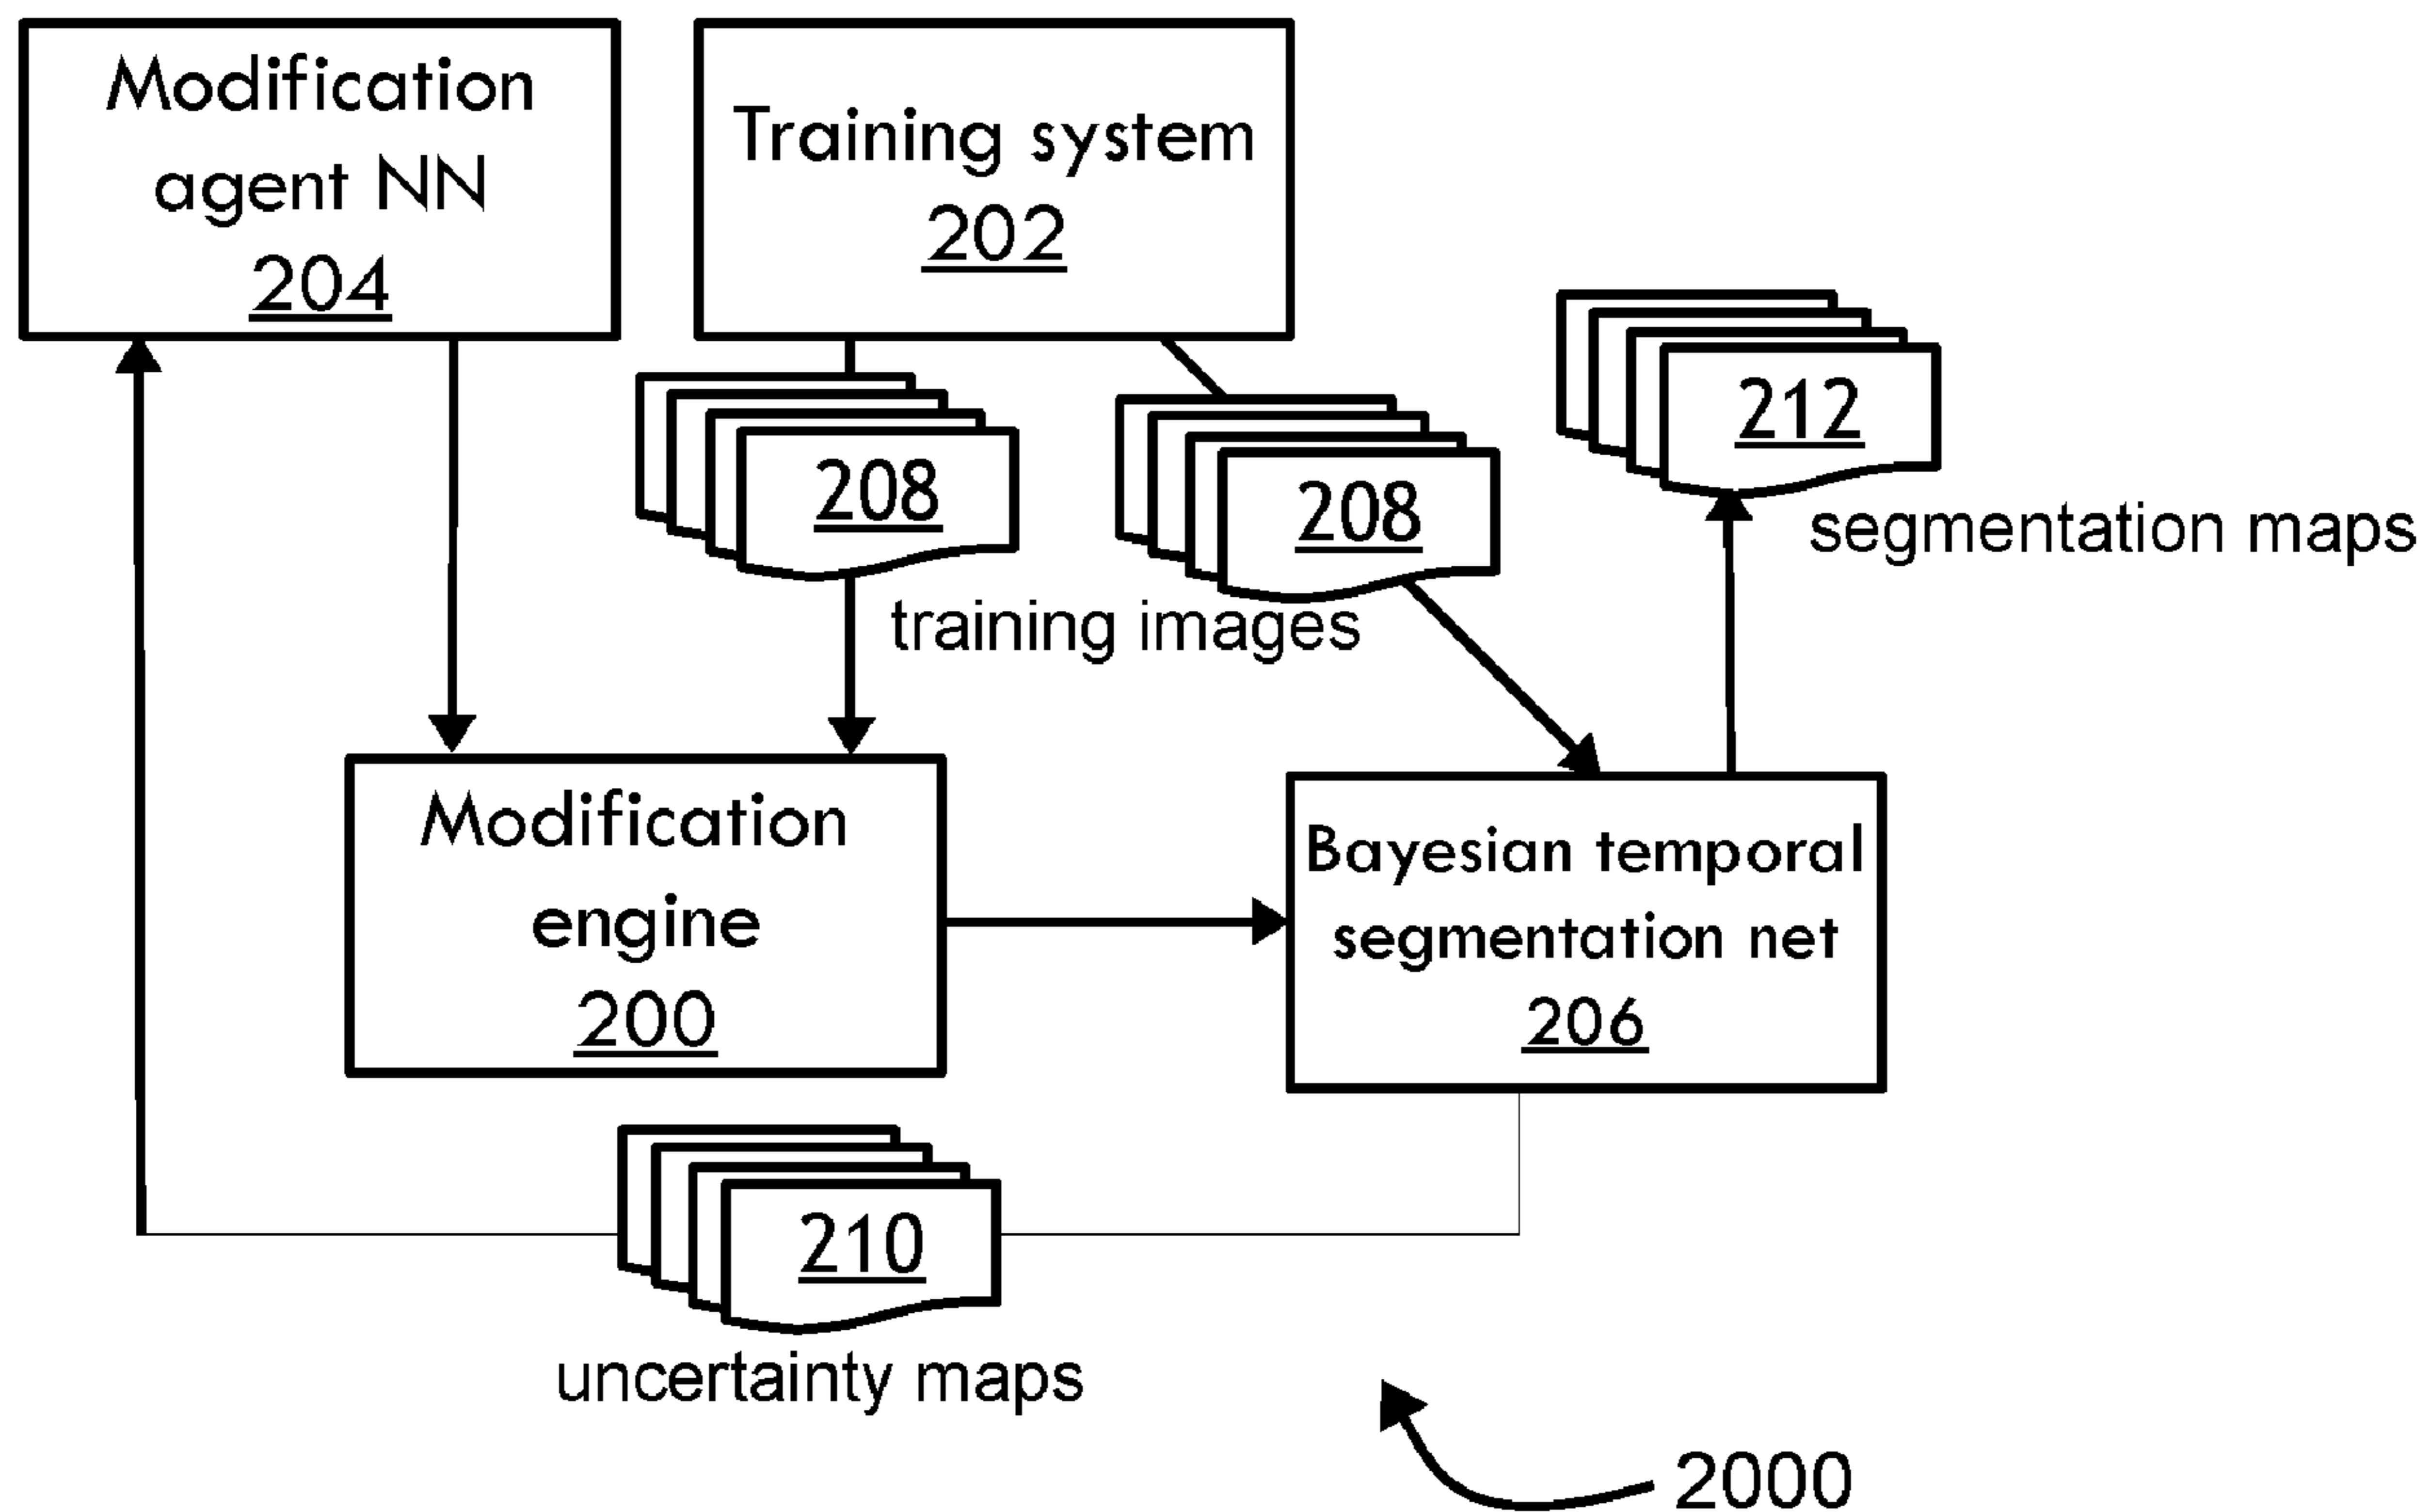 Modification
agent NN
204
Training system
202
212
segmentation maps
208
208
training images
Modification
engine
200
Bayesian temporal
segmentation net
206
210
uncertainty maps
2000